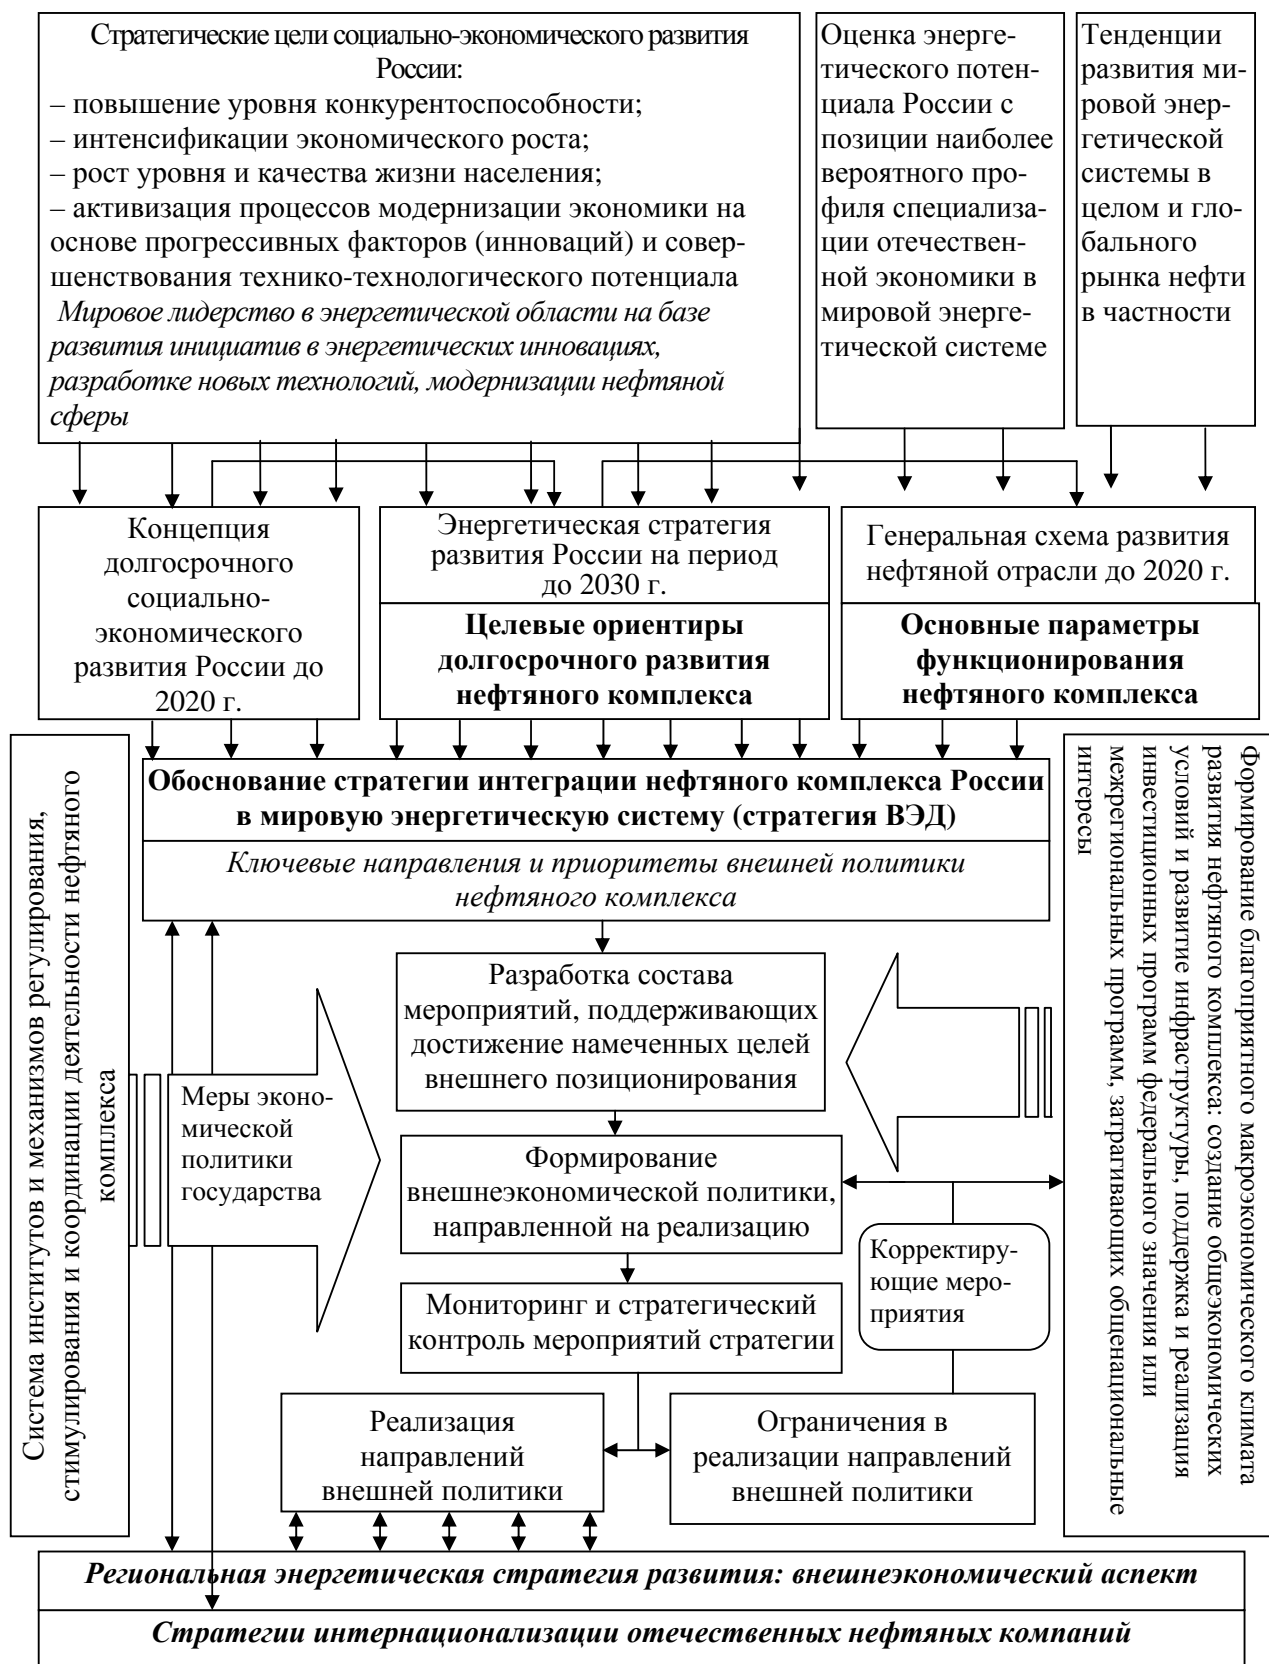 Стратегические цели социально-экономического развития
России:
– повышение уровня конкурентоспособности;
– интенсификации экономического роста;
– рост уровня и качества жизни населения;
– активизация процессов модернизации экономики на
основе прогрессивных факторов (инноваций) и совер-
шенствования технико-технологического потенциала
Мировое лидерство в энергетической области на базе
развития инициатив в энергетических инновациях,
разработке новых технологий, модернизации нефтяной
сферы
Оценка энерге-
тического потен-
циала России с
позиции наиболее
вероятного про-
филя специализа-
ции отечествен-
ной экономики в
мировой энерге-
тической системе
Тенденции
развития ми-
ровой энер-
гетической
системы в
целом и гло-
бального
рынка нефти
в частности
Концепция
долгосрочного
социально-
экономического
развития России до
2020 г.
Энергетическая стратегия
развития России на период
до 2030 г.
Целевые ориентиры
долгосрочного развития
нефтяного комплекса
Генеральная схема развития
нефтяной отрасли до 2020 г.
Основные параметры
функционирования
нефтяного комплекса
Система институтов и механизмов регулирования,
стимулирования и координации деятельности нефтяного
комплекса
Обоснование стратегии интеграции нефтяного комплекса России
в мировую энергетическую систему (стратегия ВЭД)
Ключевые направления и приоритеты внешней политики
нефтяного комплекса
Формирование благоприятного макроэкономического климата
развития нефтяного комплекса: создание общеэкономических
условий и развитие инфраструктуры, поддержка и реализация
инвестиционных программ федерального значения или
межрегиональных программ, затрагивающих общенациональные
интересы
Разработка состава
мероприятий, поддерживающих
достижение намеченных целей
внешнего позиционирования
Меры эконо-
мической
политики
государства
Формирование
внешнеэкономической политики,
направленной на реализацию
Корректиру-
ющие меро-
приятия
Мониторинг и стратегический
контроль мероприятий стратегии
Реализация
направлений
внешней политики
Ограничения в
реализации направлений
внешней политики
Региональная энергетическая стратегия развития: внешнеэкономический аспект
Стратегии интернационализации отечественных нефтяных компаний